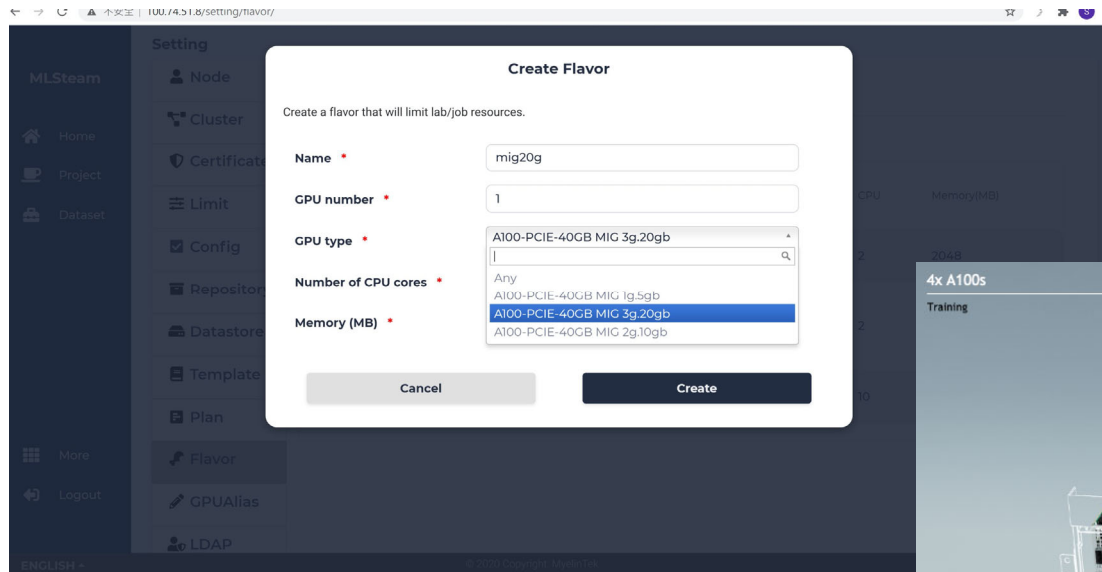 不安全 | 100.74.51.8/setting/flavor/
S
MLSteam
Home
Project
Dataset
More
Logout
ENGLISH
Setting
Node
Cluster
Certificate
Limit
Config
Repository
Datastore
Template
Plan
Flavor
GPUAlias
LDAP
Create Flavor
Create a flavor that will limit lab/job resources.
Name *
mig20g
GPU number *
1
GPU type *
A100-PCIE-40GB MIG 3g.20gb
Any
A100-PCIE-40GB MIG 1g.5gb
A100-PCIE-40GB MIG 3g.20gb
A100-PCIE-40GB MIG 2g.10gb
Number of CPU cores *
Memory (MB) *
Cancel
Create
CPU Memory(MB)
2 2048
2
10
4x A100s
Training
© 2020 Copyright: MyelinTek